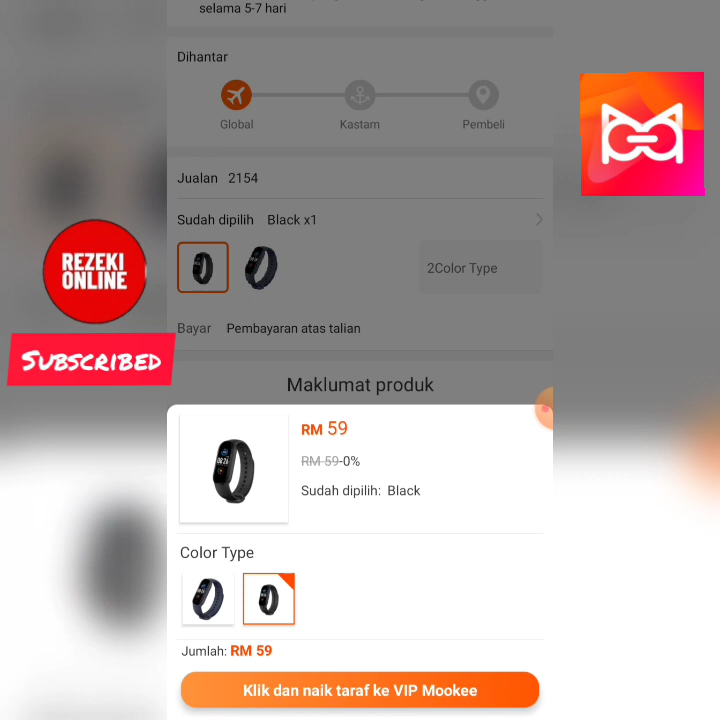 selama 5-7 hari
Dihantar
Global
Kastam
Pembeli
Jualan 2154
Sudah dipilih Black x1
2Color Type
Bayar Pembayaran atas talian
Maklumat produk
REZEKI
ONLINE
SUBSCRIBED
RM 59
RM 59-0%
Sudah dipilih: Black
Color Type
Jumlah: RM 59
Klik dan naik taraf ke VIP Mookee